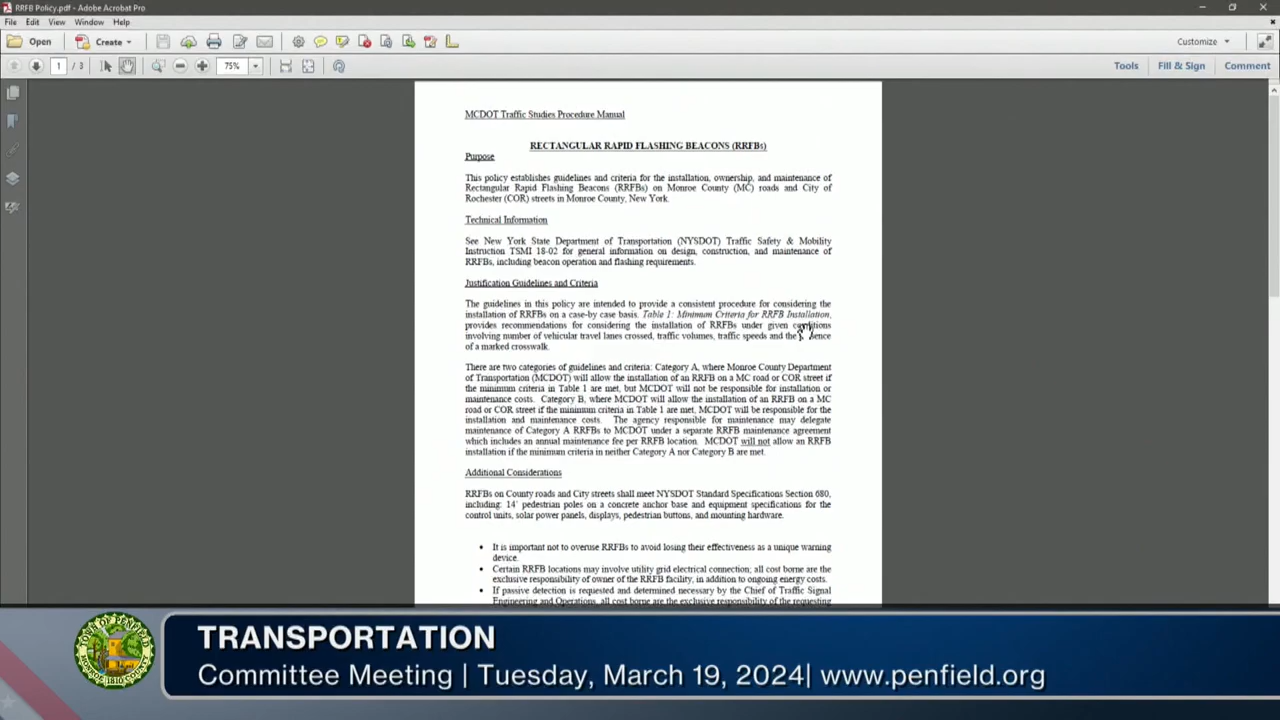 RRFB Policy.pdf - Adobe Acrobat Pro
File Edit View Window Help
Open Create Customize
1 / 3 75% Tools Fill & Sign Comment
MCDOT Traffic Studies Procedure Manual
RECTANGULAR RAPID FLASHING BEACONS (RRFBs)
Purpose
This policy establishes guidelines and criteria for the installation, ownership, and maintenance of
Rectangular Rapid Flashing Beacons (RRFBs) on Monroe County (MC) roads and City of
Rochester (COR) streets in Monroe County, New York.
Technical Information
See New York State Department of Transportation (NYSDOT) Traffic Safety & Mobility
Instruction TSMI 18-02 for general information on design, construction, and maintenance of
RRFBs, including beacon operation and flashing requirements.
Justification Guidelines and Criteria
The guidelines in this policy are intended to provide a consistent procedure for considering the
installation of RRFBs on a case-by case basis. Table 1: Minimum Criteria for RRFB Installation,
provides recommendations for considering the installation of RRFBs under given conditions
involving number of vehicular travel lanes crossed, traffic volumes, traffic speeds and the
of a marked crosswalk.
There are two categories of guidelines and criteria: Category A, where Monroe County Department
of Transportation (MCDOT) will allow the installation of an RRFB on a MC road or COR street if
the minimum criteria in Table 1 are met, but MCDOT will not be responsible for installation or
maintenance costs. Category B, where MCDOT will allow the installation of an RRFB on a MC
road or COR street if the minimum criteria in Table 1 are met, MCDOT will be responsible for the
installation and maintenance costs. The agency responsible for maintenance may delegate
maintenance of Category A RRFBs to MCDOT under a separate RRFB maintenance agreement
which includes an annual maintenance fee per RRFB location. MCDOT will not allow an RRFB
installation if the minimum criteria in neither Category A nor Category B are met.
Additional Considerations
RRFBs on County roads and City streets shall meet NYSDOT Standard Specifications Section 680,
including: 14' pedestrian poles on a concrete anchor base and equipment specifications for the
control units, solar power panels, displays, pedestrian buttons, and mounting hardware.
• It is important not to overuse RRFBs to avoid losing their effectiveness as a unique warning
device.
• Certain RRFB locations may involve utility grid electrical connection; all cost borne are the
exclusive responsibility of owner of the RRFB facility, in addition to ongoing energy costs.
• If passive detection is requested and determined necessary by the Chief of Traffic Signal
Engineering and Operations, all cost borne are the exclusive responsibility of the requesting
TOWN OF PENFIELD
TRANSPORTATION
Committee Meeting | Tuesday, March 19, 2024| www.penfield.org